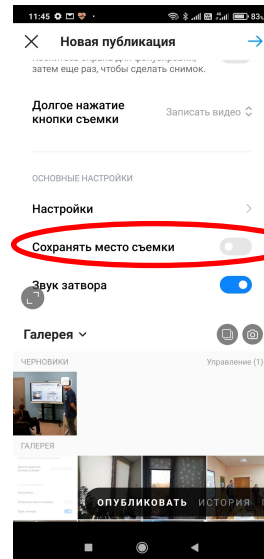 11:45
83%
Новая публикация
затем еще раз, чтобы сделать снимок.
Долгое нажатие
кнопки съемки
Записать видео
ОСНОВНЫЕ НАСТРОЙКИ
Настройки
Сохранять место съемки
Звук затвора
Галерея
ЧЕРНОВИКИ
Управление (1)
ГАЛЕРЕЯ
ОПУБЛИКОВАТЬ
ИСТОРИЯ